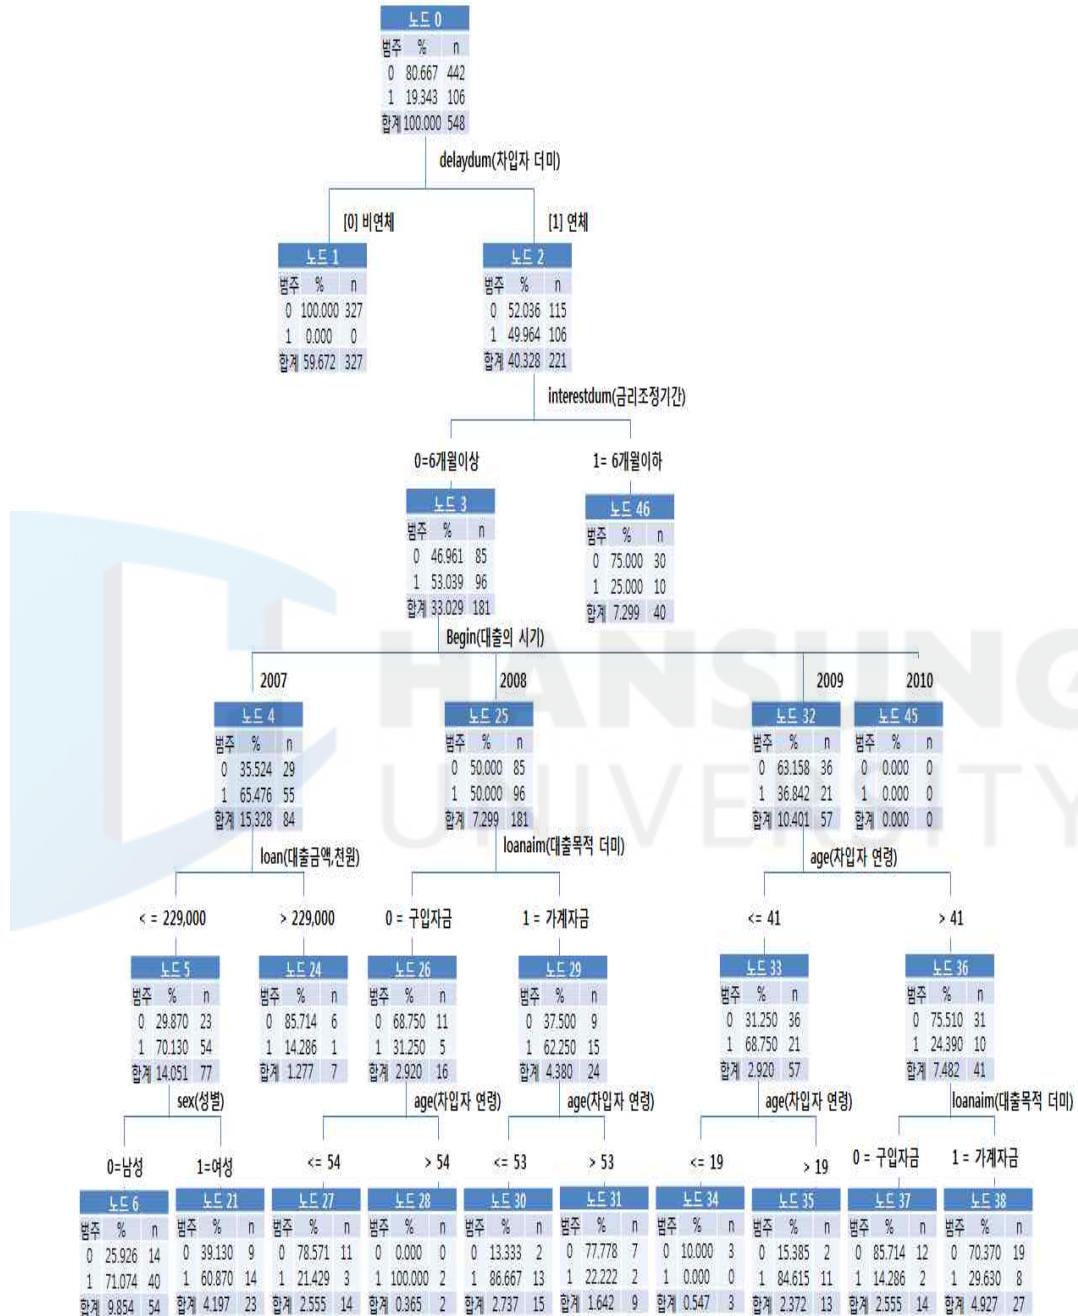 노드 0
범주 % n
0 80.667 442
1 19.343 106
합계 100.000 548
delaydum(차입자 더미)
[0] 비연체
[1] 연체
노드 1
범주 % n
0 100.000 327
1 0.000 0
합계 59.672 327
노드 2
범주 % n
0 52.036 115
1 49.964 106
합계 40.328 221
interestdum(금리조정기간)
0=6개월이상
1= 6개월이하
노드 3
범주 % n
0 46.961 85
1 53.039 96
합계 33.029 181
노드 46
범주 % n
0 75.000 30
1 25.000 10
합계 7.299 40
HANSUNG
UNIVERSITY
Begin(대출의 시기)
2007
2008
2009
2010
노드 4
범주 % n
0 35.524 29
1 65.476 55
합계 15.328 84
노드 25
범주 % n
0 50.000 85
1 50.000 96
합계 7.299 181
노드 32
범주 % n
0 63.158 36
1 36.842 21
합계 10.401 57
노드 45
범주 % n
0 0.000 0
1 0.000 0
합계 0.000 0
loan(대출금액,천원)
loanaim(대출목적 더미)
age(차입자 연령)
< = 229,000
> 229,000
0 = 구입자금
1 = 가계자금
<= 41
> 41
노드 5
범주 % n
0 29.870 23
1 70.130 54
합계 14.051 77
노드 24
범주 % n
0 85.714 6
1 14.286 1
합계 1.277 7
노드 26
범주 % n
0 68.750 11
1 31.250 5
합계 2.920 16
노드 29
범주 % n
0 37.500 9
1 62.250 15
합계 4.380 24
노드 33
범주 % n
0 31.250 36
1 68.750 21
합계 2.920 57
노드 36
범주 % n
0 75.510 31
1 24.390 10
합계 7.482 41
sex(성별)
age(차입자 연령)
age(차입자 연령)
age(차입자 연령)
loanaim(대출목적 더미)
0=남성
1=여성
<= 54
> 54
<= 53
> 53
<= 19
> 19
0 = 구입자금
1 = 가계자금
노드 6
범주 % n
0 25.926 14
1 71.074 40
합계 9.854 54
노드 21
범주 % n
0 39.130 9
1 60.870 14
합계 4.197 23
노드 27
범주 % n
0 78.571 11
1 21.429 3
합계 2.555 14
노드 28
범주 % n
0 0.000 0
1 100.000 2
합계 0.365 2
노드 30
범주 % n
0 13.333 2
1 86.667 13
합계 2.737 15
노드 31
범주 % n
0 77.778 7
1 22.222 2
합계 1.642 9
노드 34
범주 % n
0 10.000 3
1 0.000 0
합계 0.547 3
노드 35
범주 % n
0 15.385 2
1 84.615 11
합계 2.372 13
노드 37
범주 % n
0 85.714 12
1 14.286 2
합계 2.555 14
노드 38
범주 % n
0 70.370 19
1 29.630 8
합계 4.927 27